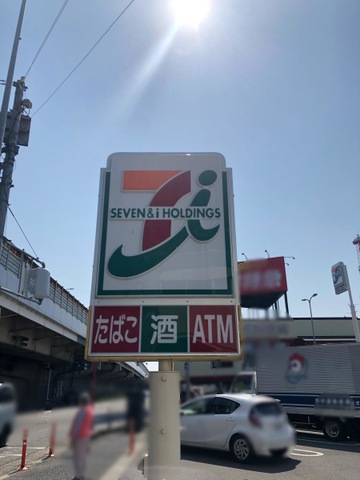 SEVEN & i HOLDINGS
たばこ 酒 ATM